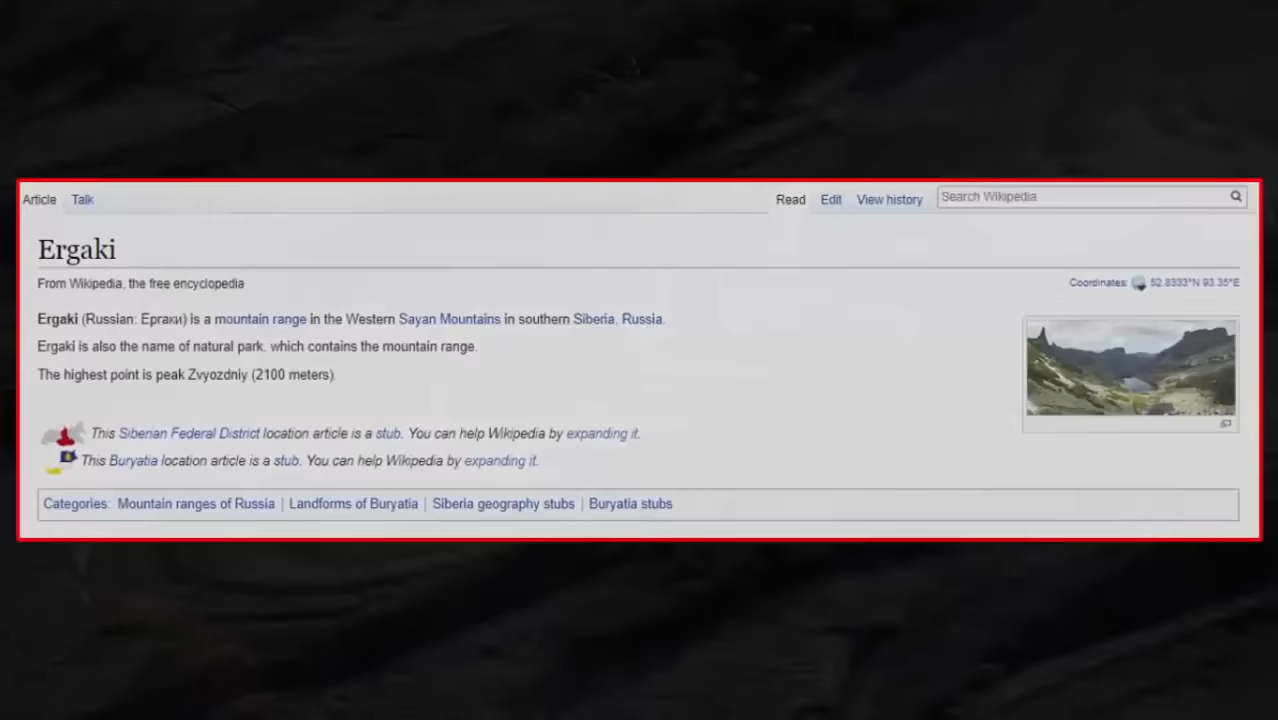 Article Talk Read Edit View history Search Wikipedia
Ergaki
From Wikipedia, the free encyclopedia Coordinates: 52.8333°N 93.35°E
Ergaki (Russian: Ергаки) is a mountain range in the Western Sayan Mountains in southern Siberia, Russia.
Ergaki is also the name of natural park, which contains the mountain range.
The highest point is peak Zvyozdniy (2100 meters).
This Siberian Federal District location article is a stub. You can help Wikipedia by expanding it.
This Buryatia location article is a stub. You can help Wikipedia by expanding it.
Categories: Mountain ranges of Russia | Landforms of Buryatia | Siberia geography stubs | Buryatia stubs